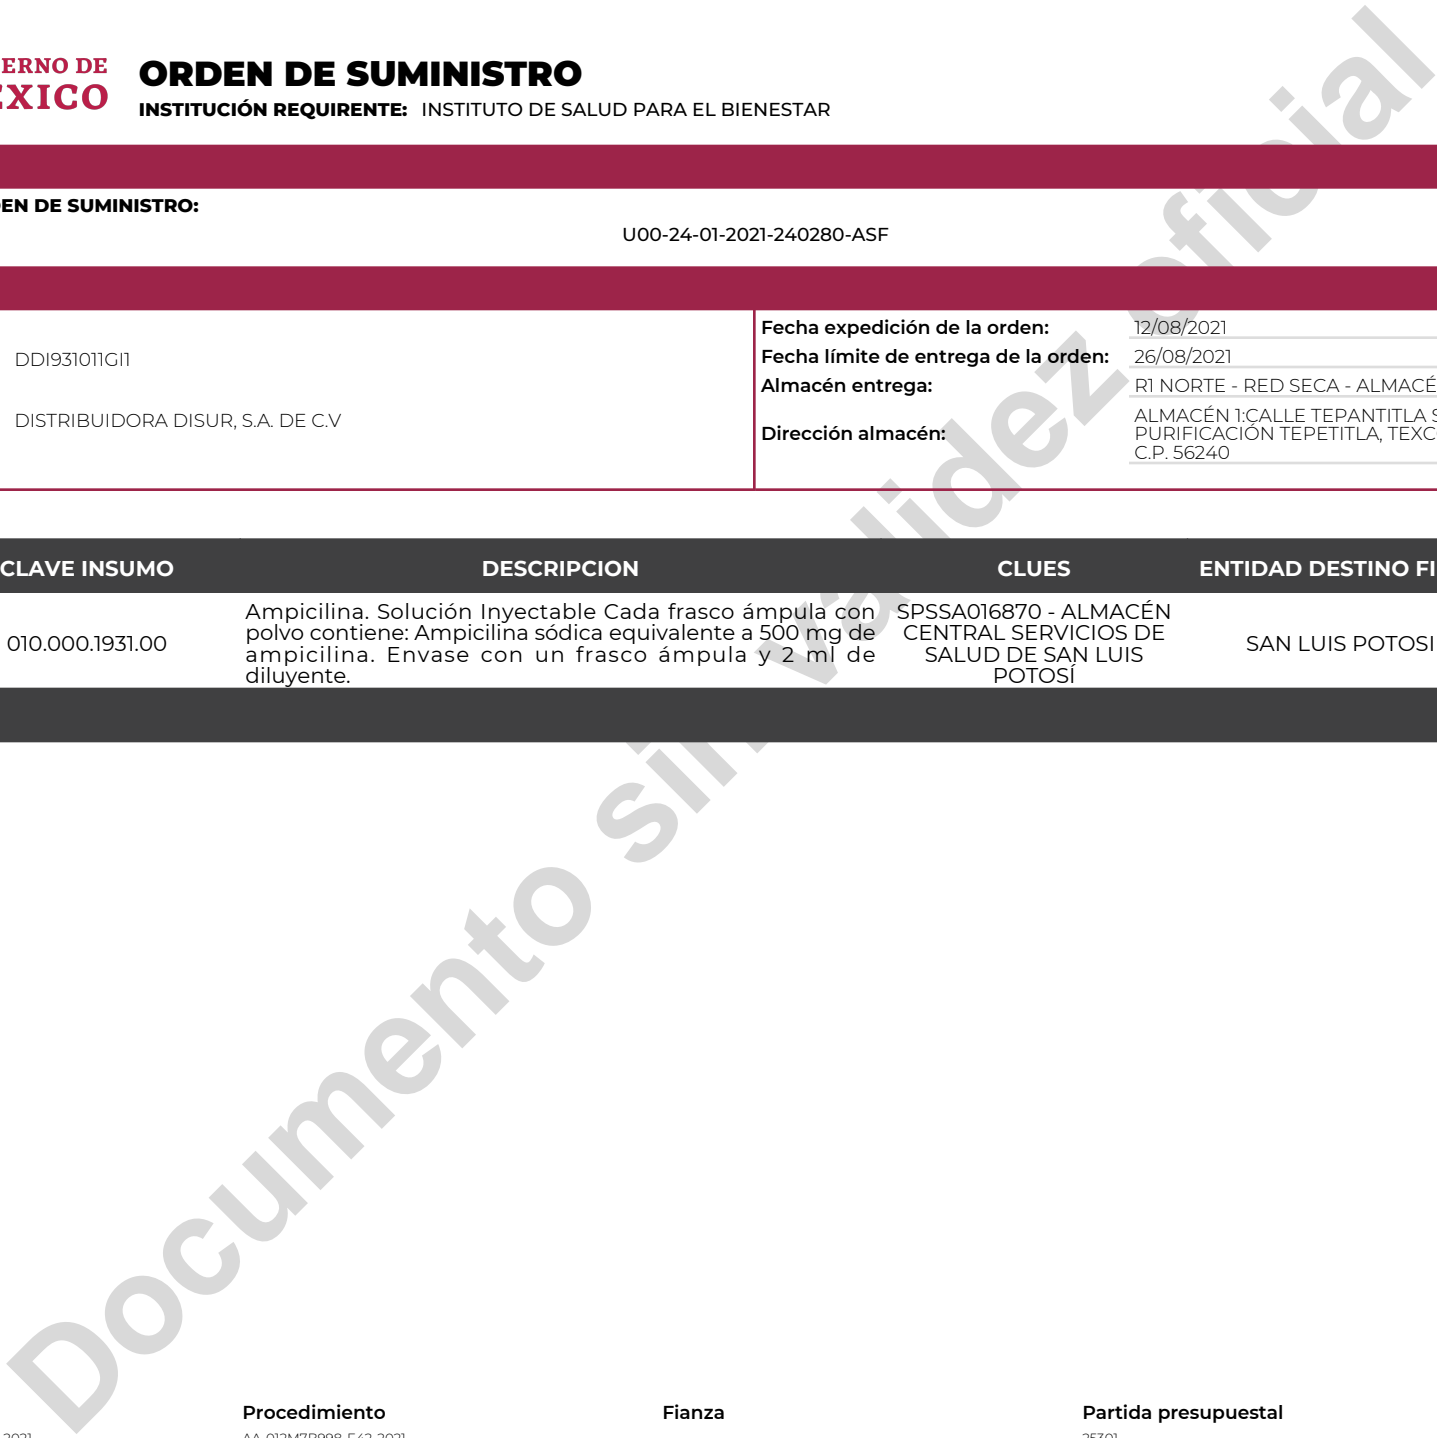 ORDEN DE SUMINISTRO
INSTITUCIÓN REQUIRENTE: INSTITUTO DE SALUD PARA EL BIENESTAR
ERNO DE
EXICO
EN DE SUMINISTRO:
U00-24-01-2021-240280-ASF
DDI931011GI1
DISTRIBUIDORA DISUR, S.A. DE C.V
Fecha expedición de la orden: 12/08/2021
Fecha límite de entrega de la orden: 26/08/2021
Almacén entrega: R1 NORTE - RED SECA - ALMACÉ
Dirección almacén:
ALMACÉN 1:CALLE TEPANTITLA S
PURIFICACIÓN TEPETITLA, TEXC
C.P. 56240
CLAVE INSUMO DESCRIPCION CLUES ENTIDAD DESTINO FI
010.000.1931.00
Ampicilina. Solución Inyectable Cada frasco ámpula con
polvo contiene: Ampicilina sódica equivalente a 500 mg de
ampicilina. Envase con un frasco ámpula y 2 ml de
diluyente.
SPSSA016870 - ALMACÉN
CENTRAL SERVICIOS DE
SALUD DE SAN LUIS
POTOSÍ
SAN LUIS POTOSI
Documento sin validez oficial
Procedimiento Fianza Partida presupuestal